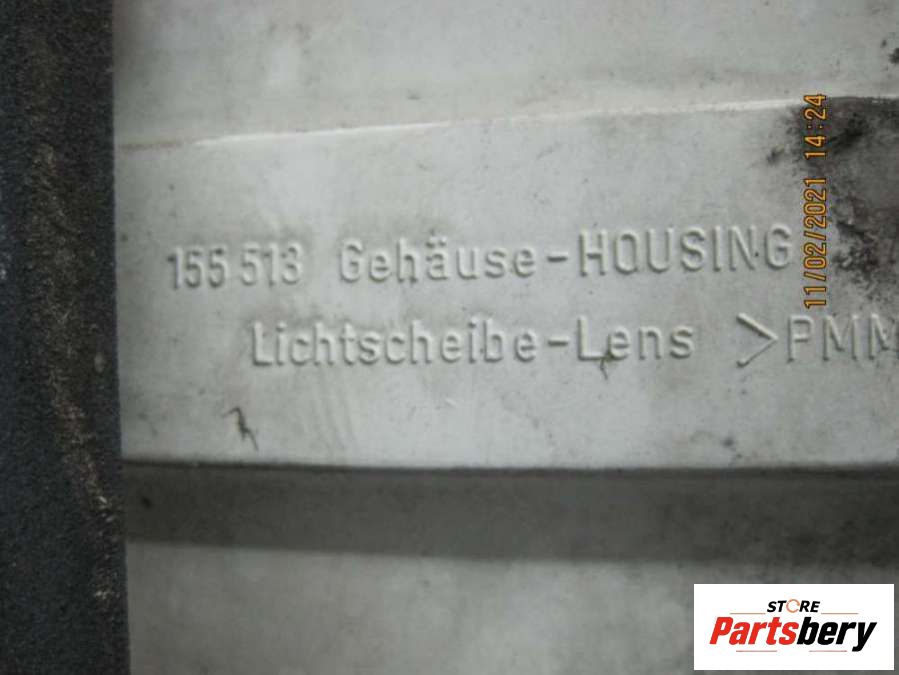 155 513 Gehäuse-HOUSING
Lichtscheibe-Lens >PMM
11/02/2021 14:24
STORE
Partsbery